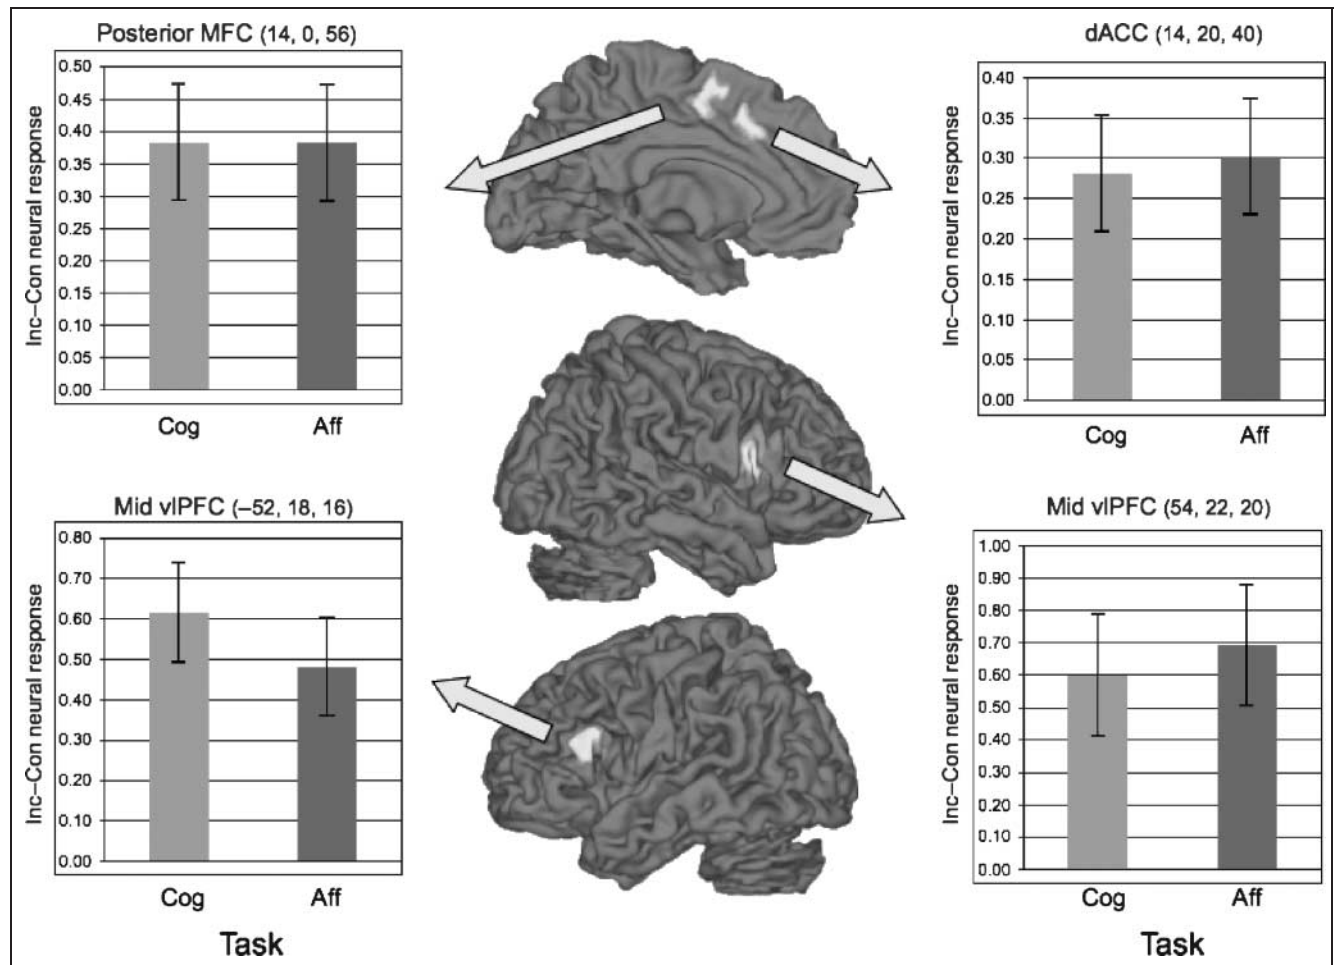 Posterior MFC (14, 0, 56)
Inc–Con neural response
0.50
0.45
0.40
0.35
0.30
0.25
0.20
0.15
0.10
0.05
0.00
Cog Aff
dACC (14, 20, 40)
Inc–Con neural response
0.40
0.35
0.30
0.25
0.20
0.15
0.10
0.05
0.00
Cog Aff
Mid vlPFC (–52, 18, 16)
Inc–Con neural response
0.80
0.70
0.60
0.50
0.40
0.30
0.20
0.10
0.00
Cog Aff
Task
Mid vlPFC (54, 22, 20)
Inc–Con neural response
1.00
0.90
0.80
0.70
0.60
0.50
0.40
0.30
0.20
0.10
0.00
Cog Aff
Task